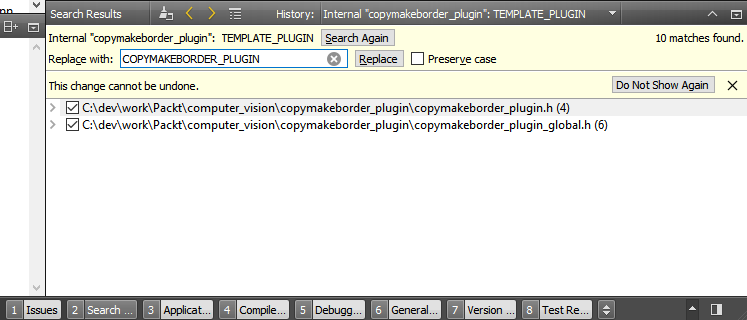 Search Results
History:
Internal "copymakeborder_plugin": TEMPLATE_PLUGIN
Internal "copymakeborder_plugin": TEMPLATE_PLUGIN Search Again 10 matches found.
Replace with: COPYMAKEBORDER_PLUGIN Replace Preserve case
This change cannot be undone. Do Not Show Again
C:\dev\work\Packt\computer_vision\copymakeborder_plugin\copymakeborder_plugin.h (4)
C:\dev\work\Packt\computer_vision\copymakeborder_plugin\copymakeborder_plugin_global.h (6)
1 Issues 2 Search ... 3 Applicat... 4 Compile... 5 Debugg... 6 General... 7 Version ... 8 Test Re...